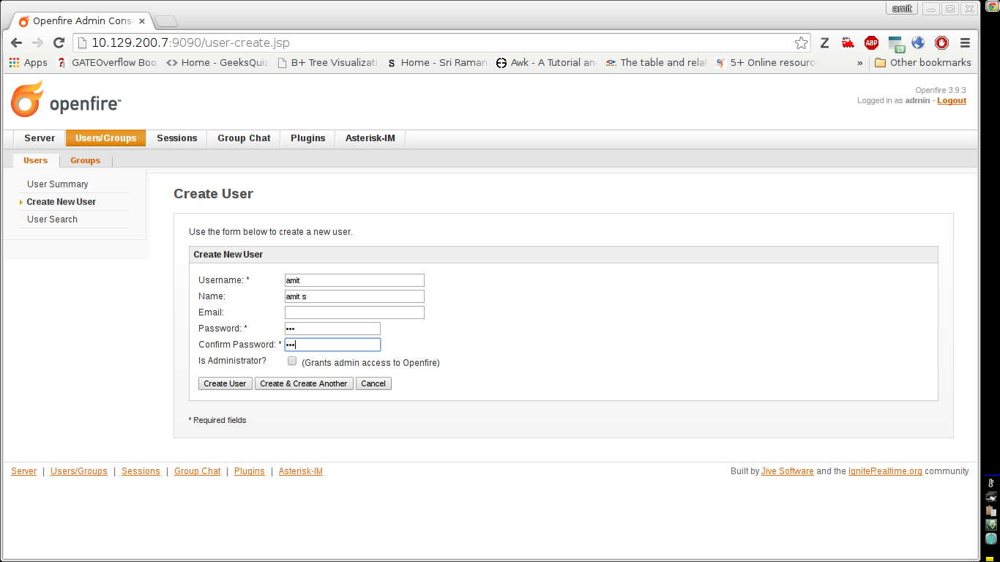 amit
Openfire Admin Cons
10.129.200.7:9090/user-create.jsp
Z ABP 19
Apps GATEOverflow Boo Home - GeeksQuiz B+ Tree Visualizati S Home - Sri Raman Awk - A Tutorial an The table and relat 5+ Online resourc » Other bookmarks
openfire™
Openfire 3.9.3
Logged in as admin - Logout
Server Users/Groups Sessions Group Chat Plugins Asterisk-IM
Users Groups
User Summary
Create New User
User Search
Create User
Use the form below to create a new user.
Create New User
Username: * amit
Name: amit s
Email:
Password: * •••
Confirm Password: * •••
Is Administrator? (Grants admin access to Openfire)
Create User Create & Create Another Cancel
* Required fields
Server | Users/Groups | Sessions | Group Chat | Plugins | Asterisk-IM
Built by Jive Software and the IgniteRealtime.org community